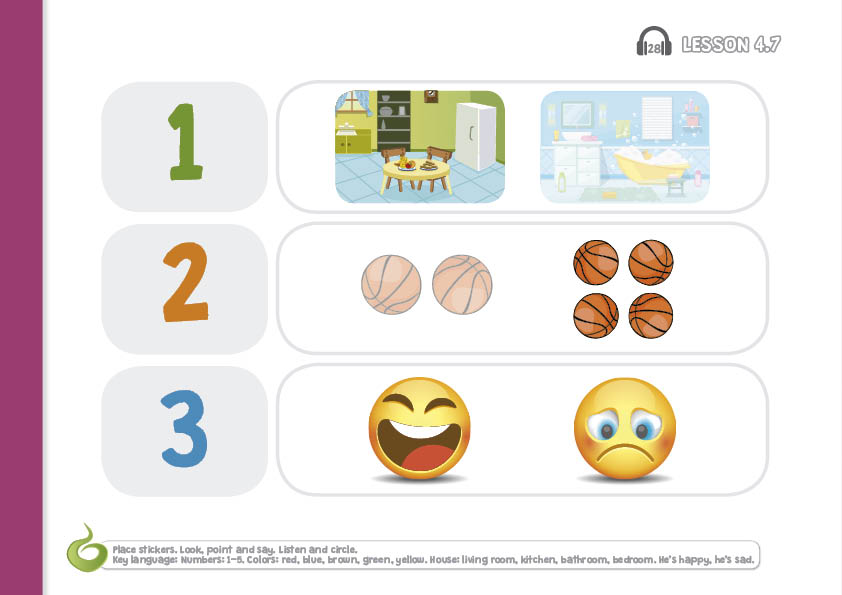 28 LESSON 4.7
1
2
3
Place stickers. Look, point and say. Listen and circle.
Key language: Numbers: 1-5. Colors: red, blue, brown, green, yellow. House: living room, kitchen, bathroom, bedroom. He's happy, he's sad.